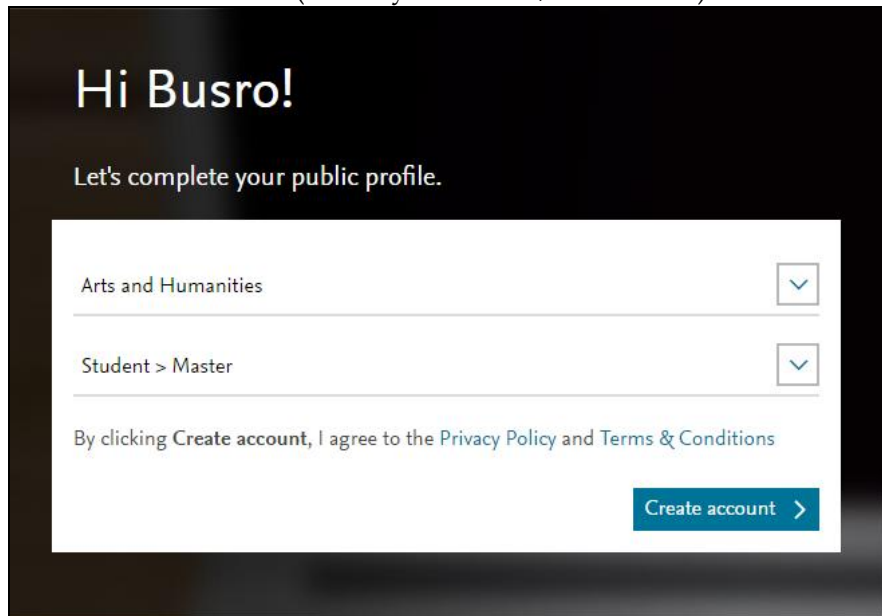 Hi Busro!
Let's complete your public profile.
Arts and Humanities
Student > Master
By clicking Create account, I agree to the Privacy Policy and Terms & Conditions
Create account